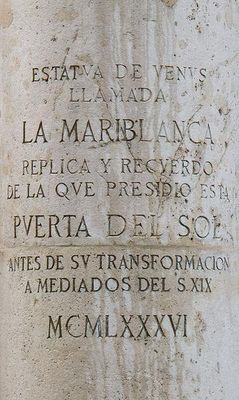 ESTATVA DE VENVS
LLAMADA
LA MARIBLANCA
REPLICA Y RECVERDO
DE LA QVE PRESIDIO ESTA
PVERTA DEL SOL
ANTES DE SV TRANSFORMACION
A MEDIADOS DEL S.XIX
MCMLXXXVI